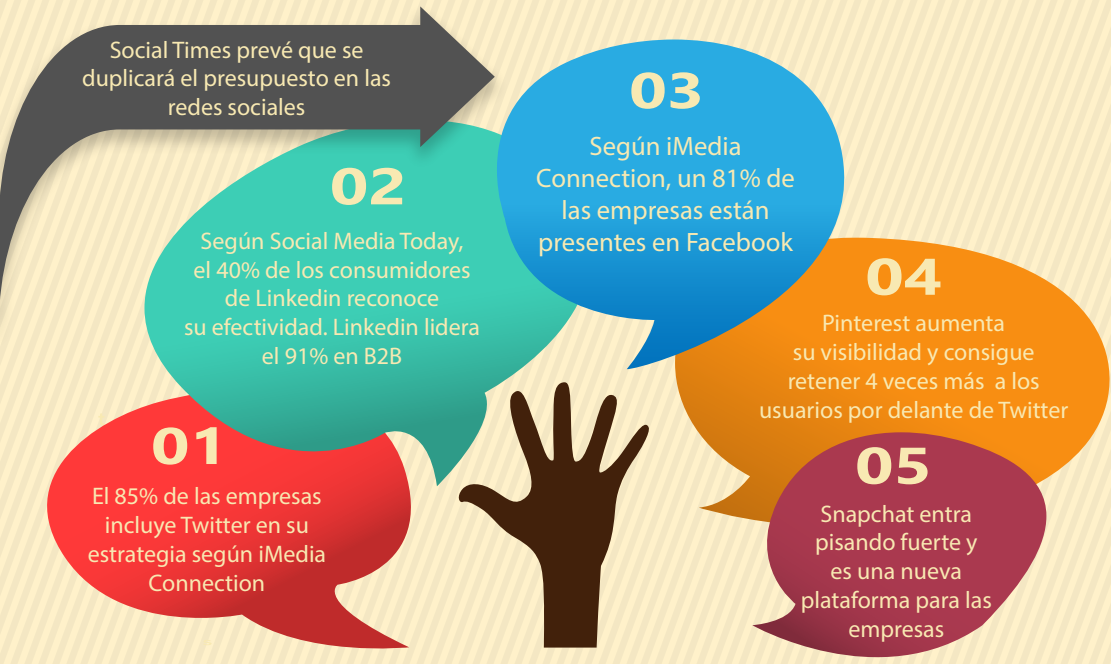 Social Times prevé que se
duplicará el presupuesto en las
redes sociales
01
El 85% de las empresas
incluye Twitter en su
estrategia según iMedia
Connection
02
Según Social Media Today,
el 40% de los consumidores
de Linkedin reconoce
su efectividad. Linkedin lidera
el 91% en B2B
03
Según iMedia
Connection, un 81% de
las empresas están
presentes en Facebook
04
Pinterest aumenta
su visibilidad y consigue
retener 4 veces más a los
usuarios por delante de Twitter
05
Snapchat entra
pisando fuerte y
es una nueva
plataforma para las
empresas